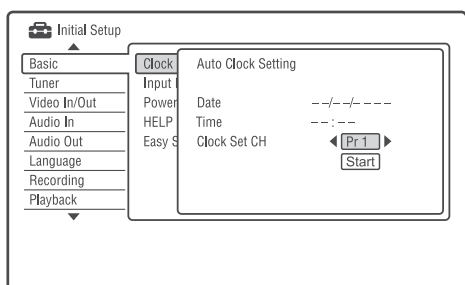 Initial Setup
Basic
Tuner
Video In/Out
Audio In
Audio Out
Language
Recording
Playback
Clock
Input
Power
HELP
Easy S
Auto Clock Setting
Date --/--/----
Time --:--
Clock Set CH Pr 1
Start